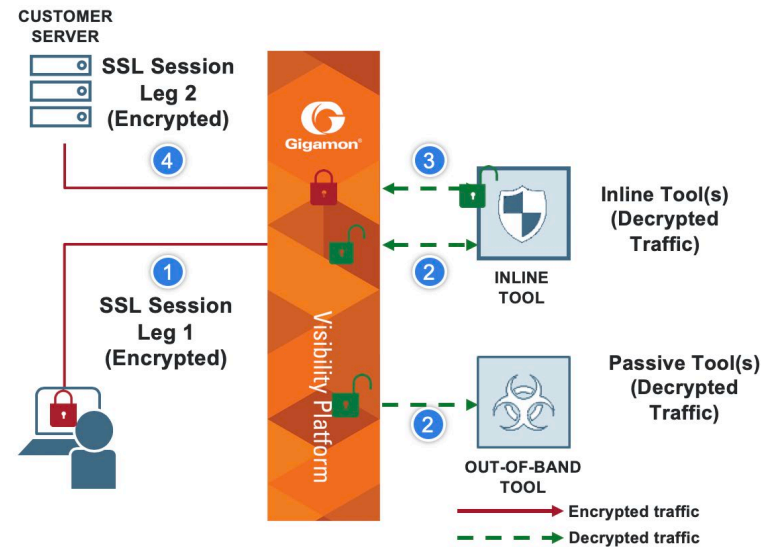 CUSTOMER
SERVER
SSL Session
Leg 2
(Encrypted)
4
Gigamon®
3
Inline Tool(s)
(Decrypted
Traffic)
1
2
INLINE
TOOL
SSL Session
Leg 1
(Encrypted)
Visibility Platform
Passive Tool(s)
(Decrypted
Traffic)
2
OUT-OF-BAND
TOOL
Encrypted traffic
Decrypted traffic